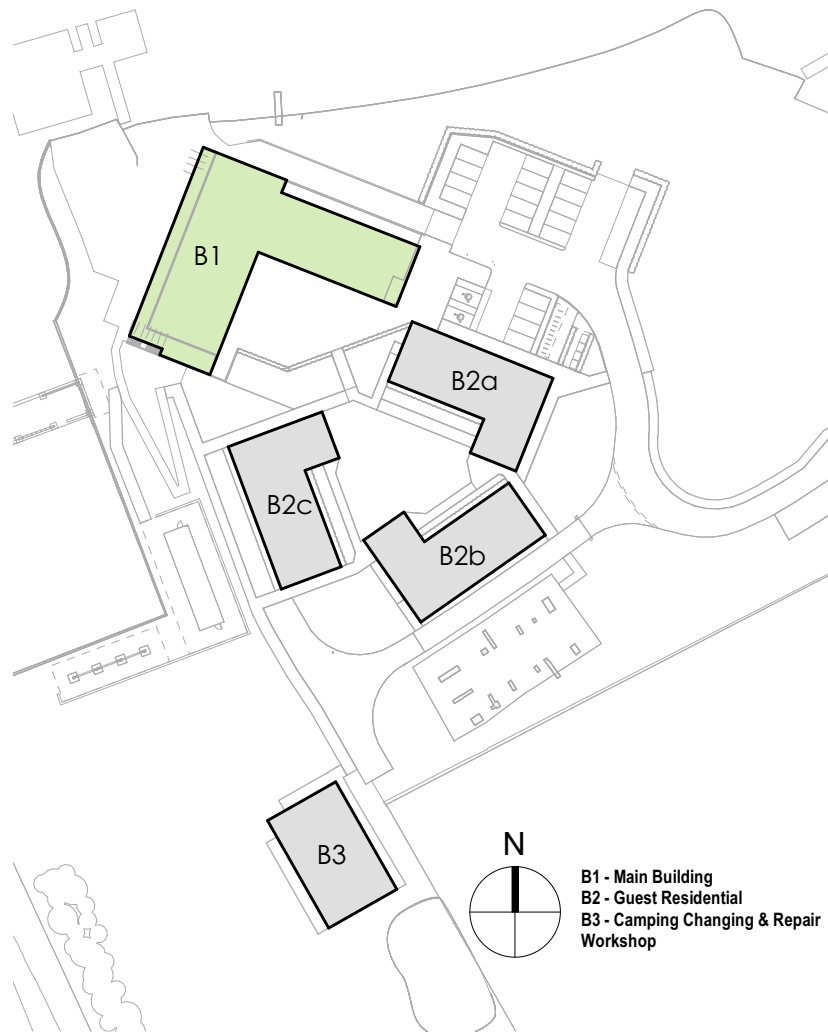 B1
B2a
B2c
B2b
B3
N
B1 - Main Building
B2 - Guest Residential
B3 - Camping Changing & Repair
Workshop